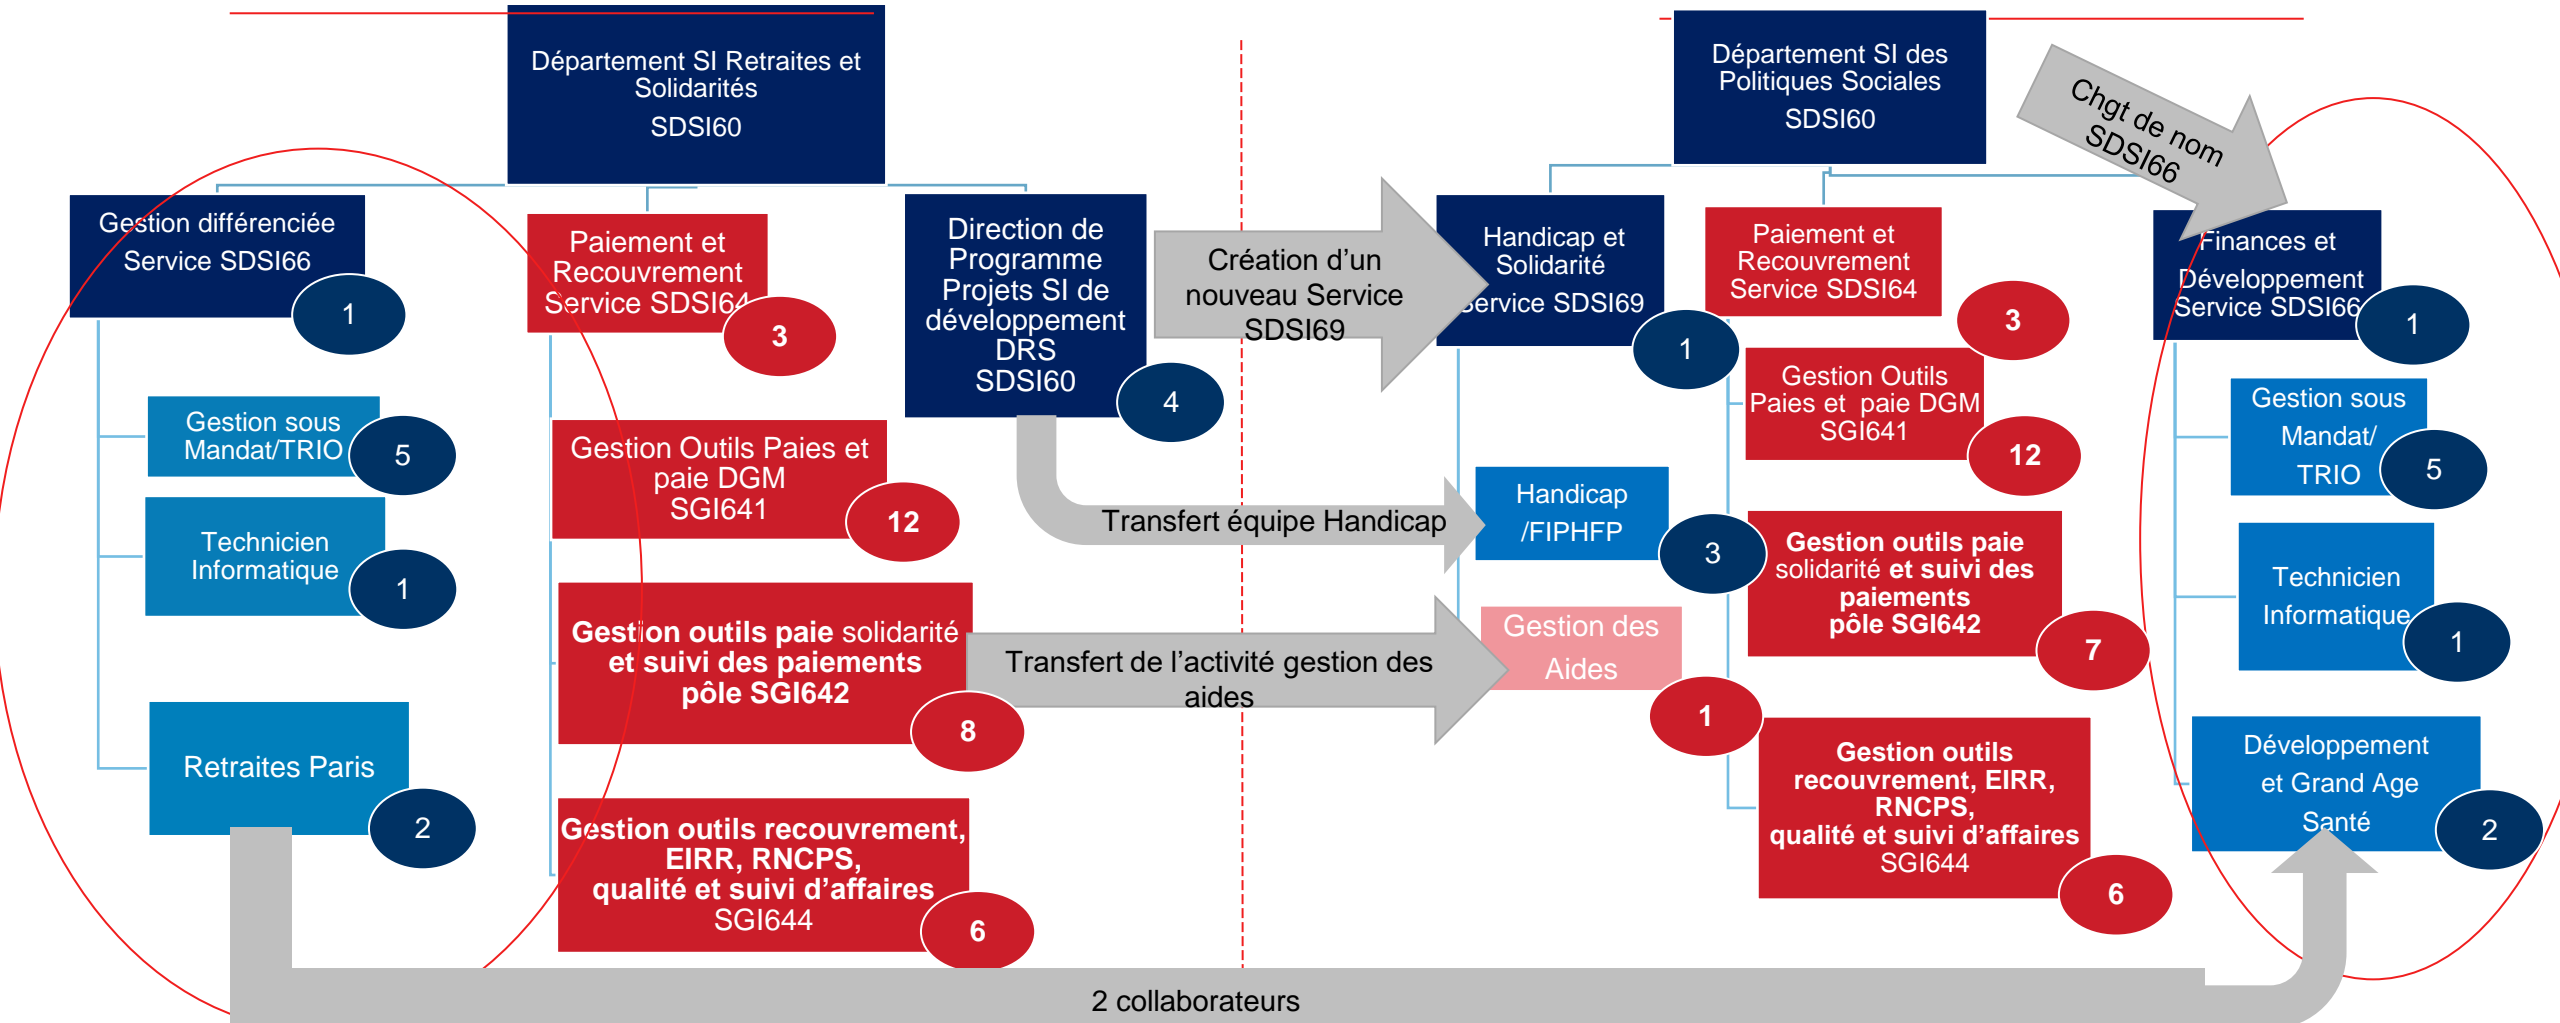 Département SI Retraites et
Solidarités
SDSI60
Gestion différenciée
Service SDSI66
1
Gestion sous
Mandat/TRIO
5
Technicien
Informatique
1
Retraites Paris
2
Paiement et
Recouvrement
Service SDSI64
3
Gestion Outils Paies et
paie DGM
SGI641
12
Gestion outils paie solidarité
et suivi des paiements
pôle SGI642
8
Gestion outils recouvrement,
EIRR, RNCPS,
qualité et suivi d’affaires
SGI644
6
Direction de
Programme
Projets SI de
développement
DRS
SDSI60
4
Création d’un
nouveau Service
SDSI69
Transfert équipe Handicap
Transfert de l’activité gestion des
aides
2 collaborateurs
Département SI des
Politiques Sociales
SDSI60
Chgt de nom
SDSI66
Handicap et
Solidarité
Service SDSI69
1
Handicap
/FIPHFP
3
Gestion des
Aides
1
Paiement et
Recouvrement
Service SDSI64
3
Gestion Outils
Paies et paie DGM
SGI641
12
Gestion outils paie
solidarité et suivi des
paiements
pôle SGI642
7
Gestion outils
recouvrement, EIRR,
RNCPS,
qualité et suivi d’affaires
SGI644
6
Finances et
Développement
Service SDSI66
1
Gestion sous
Mandat/
TRIO
5
Technicien
Informatique
1
Développement
et Grand Age
Santé
2